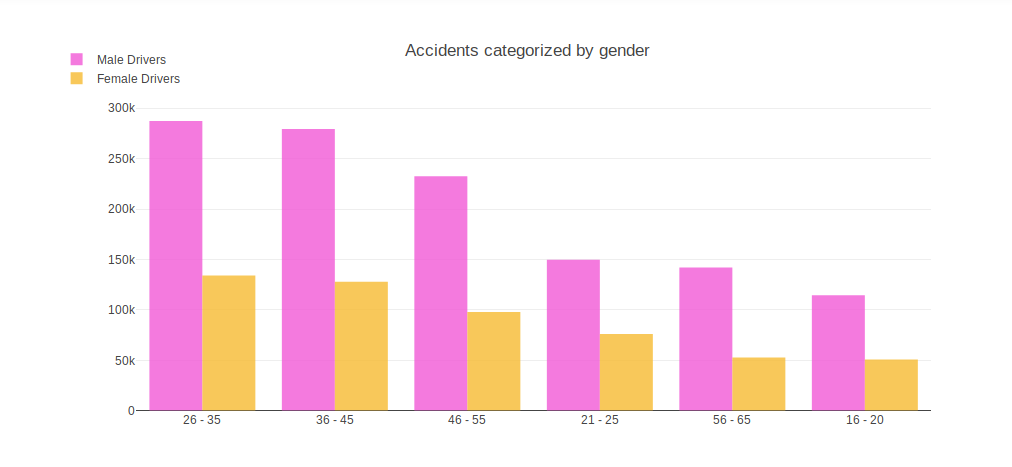 Accidents categorized by gender
Male Drivers
Female Drivers
300k
250k
200k
150k
100k
50k
0
26 - 35 36 - 45 46 - 55 21 - 25 56 - 65 16 - 20